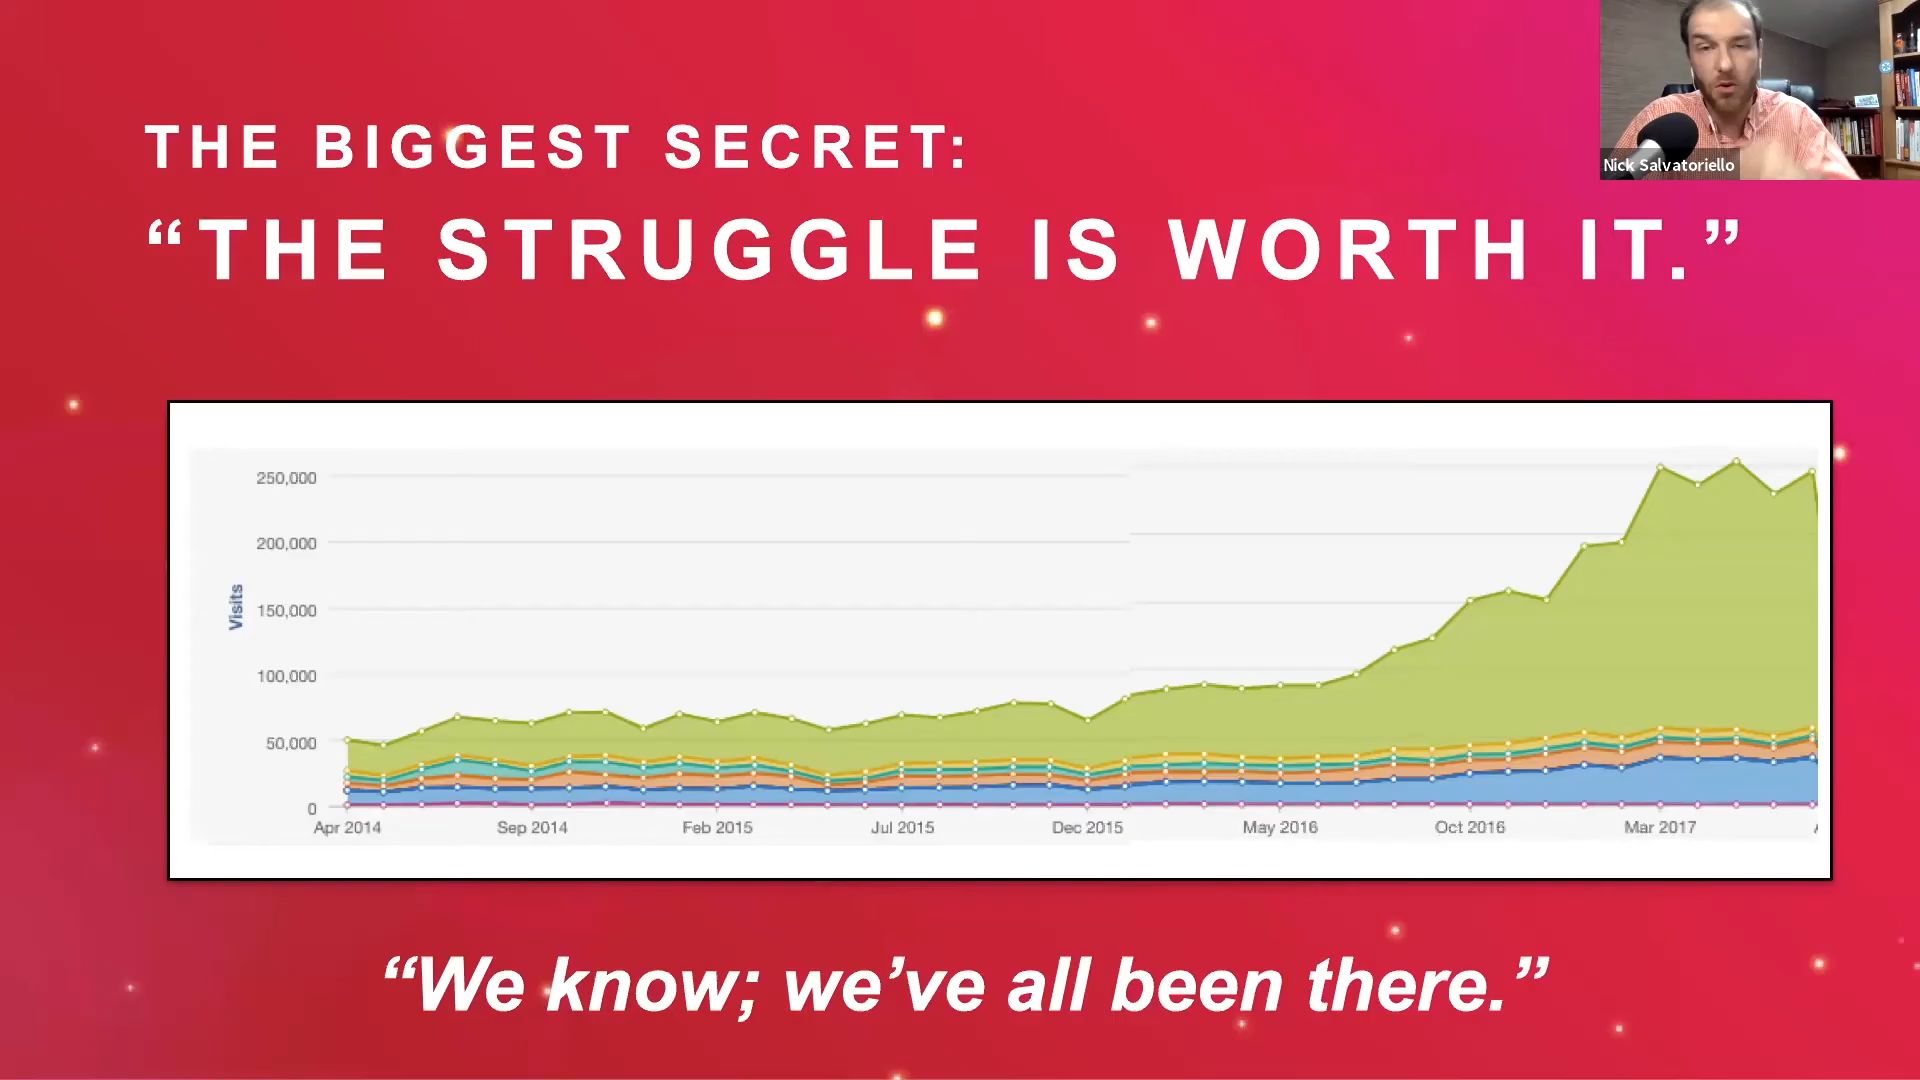 THE BIGGEST SECRET:
“THE STRUGGLE IS WORTH IT.”
Nick Salvatoriello
Visits
250,000
200,000
150,000
100,000
50,000
0
Apr 2014 Sep 2014 Feb 2015 Jul 2015 Dec 2015 May 2016 Oct 2016 Mar 2017
“We know; we’ve all been there.”